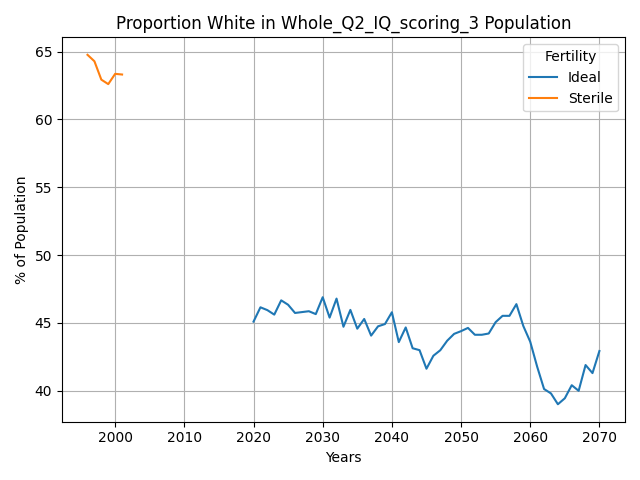 Proportion White in Whole_Q2_IQ_scoring_3 Population
Fertility
Ideal
Sterile
% of Population
65
60
55
50
45
40
2000
2010
2020
2030
2040
2050
2060
2070
Years